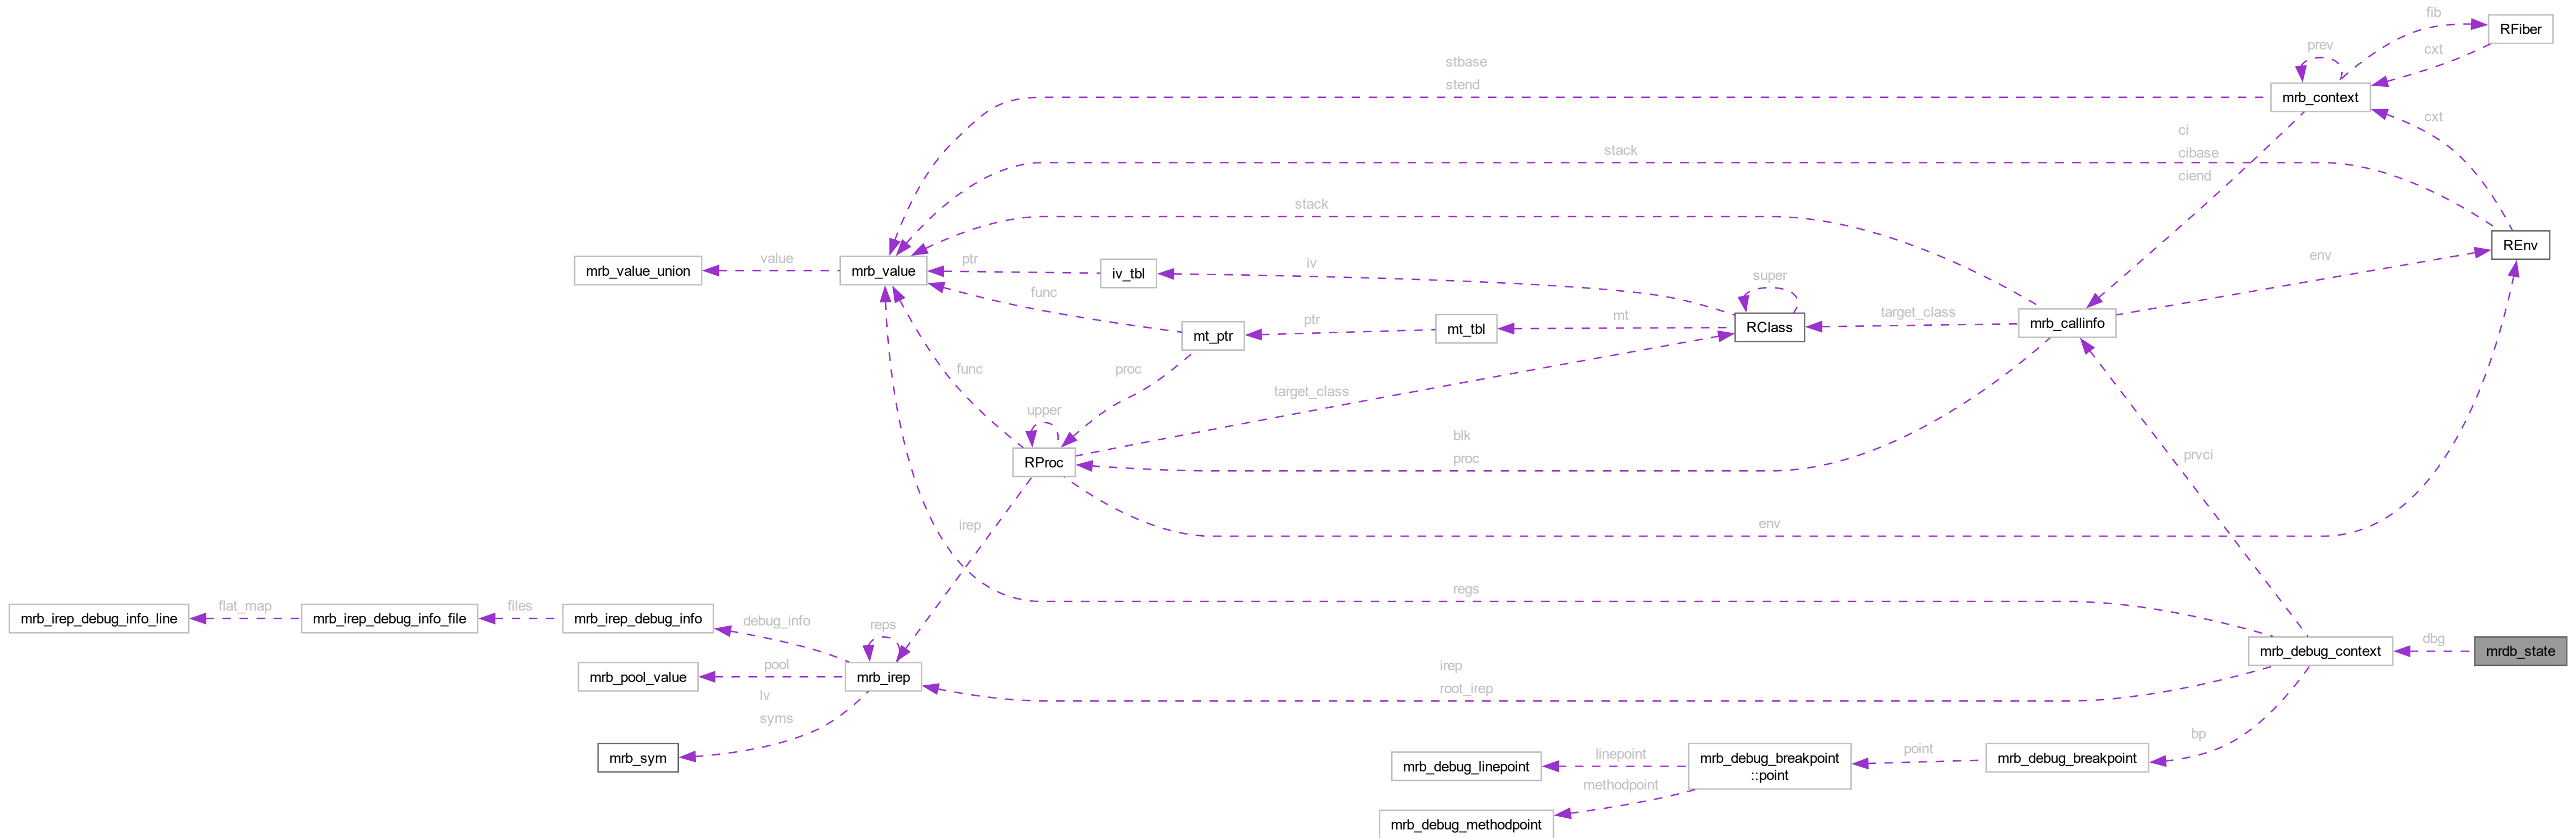 fib
RFiber
prev
cxt
stbase
stend
mrb_context
cxt
ci
cibase
ciend
stack
stack
REnv
env
mrb_value_union
value
mrb_value
ptr
iv_tbl
iv
super
func
mt_ptr
ptr
mt_tbl
mt
RClass
target_class
mrb_callinfo
func
proc
target_class
upper
RProc
blk
proc
prvci
irep
env
mrb_irep_debug_info_line
flat_map
mrb_irep_debug_info_file
files
mrb_irep_debug_info
debug_info
reps
regs
mrb_pool_value
pool
mrb_irep
irep
root_irep
mrb_debug_context
dbg
mrdb_state
lv
syms
mrb_sym
bp
mrb_debug_linepoint
linepoint
mrb_debug_breakpoint
::point
point
mrb_debug_breakpoint
methodpoint
mrb_debug_methodpoint